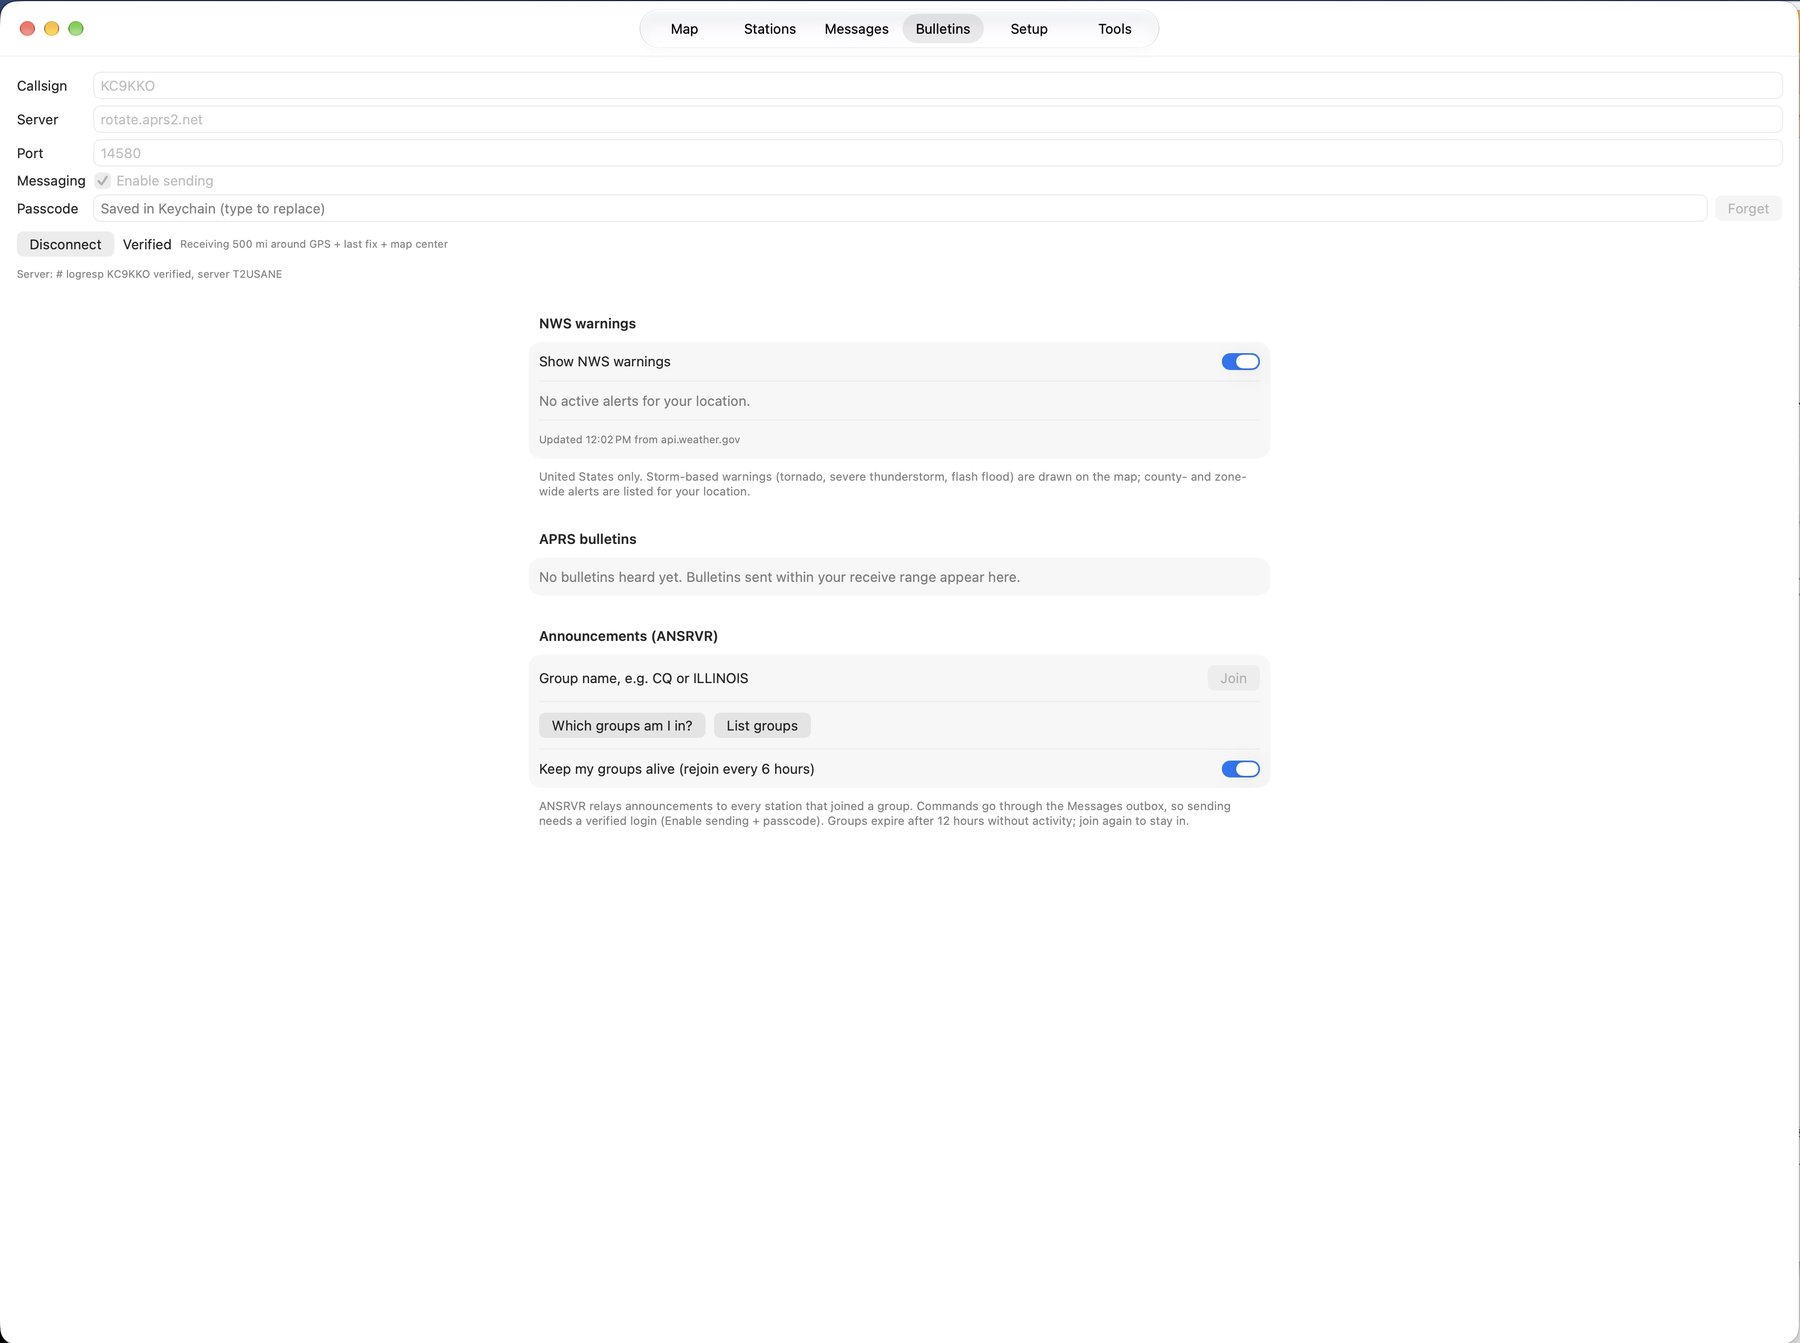 Map Stations Messages Bulletins Setup Tools
Callsign KC9KKO
Server rotate.aprs2.net
Port 14580
Messaging Enable sending
Passcode Saved in Keychain (type to replace) Forget
Disconnect Verified Receiving 500 mi around GPS + last fix + map center
Server: # logresp KC9KKO verified, server T2USANE
NWS warnings
Show NWS warnings
No active alerts for your location.
Updated 12:02 PM from api.weather.gov
United States only. Storm-based warnings (tornado, severe thunderstorm, flash flood) are drawn on the map; county- and zone-
wide alerts are listed for your location.
APRS bulletins
No bulletins heard yet. Bulletins sent within your receive range appear here.
Announcements (ANSRVR)
Group name, e.g. CQ or ILLINOIS Join
Which groups am I in? List groups
Keep my groups alive (rejoin every 6 hours)
ANSRVR relays announcements to every station that joined a group. Commands go through the Messages outbox, so sending
needs a verified login (Enable sending + passcode). Groups expire after 12 hours without activity; join again to stay in.